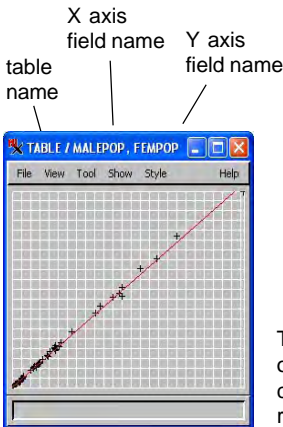 X axis
field name
Y axis
field name
table
name
TABLE / MALEPOP, FEMPOP
File View Tool Show Style Help